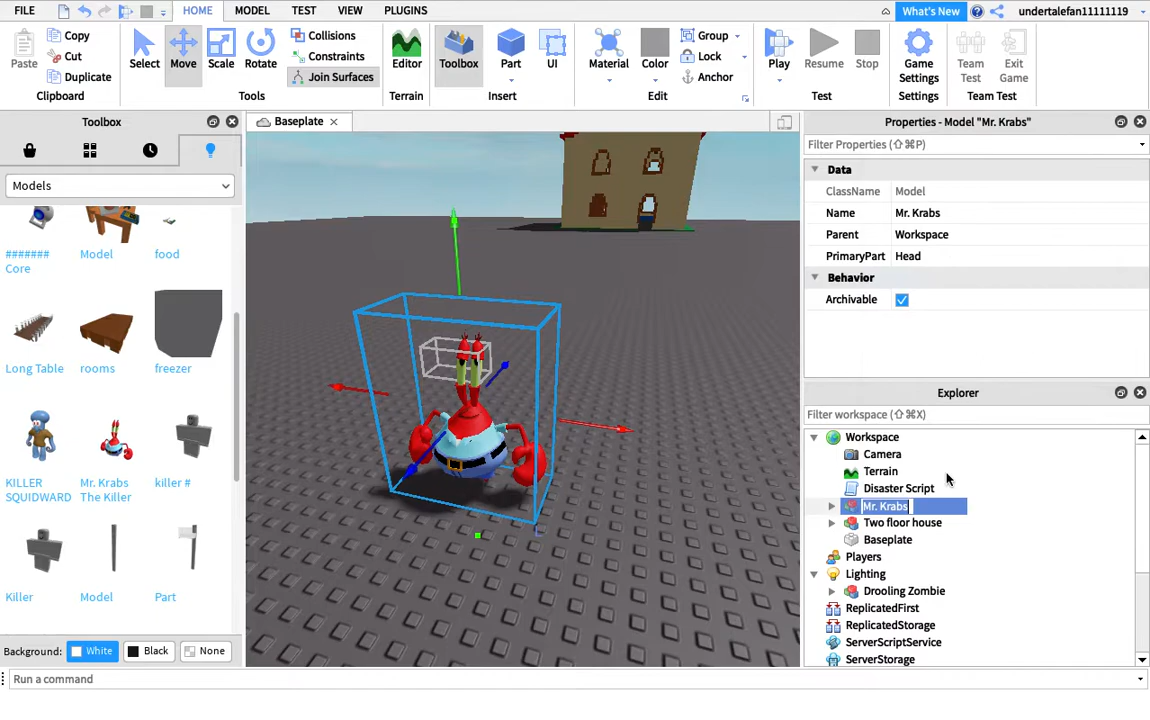 FILE HOME MODEL TEST VIEW PLUGINS What's New undertalefan11111119
Paste Copy Cut Duplicate
Select Move Scale Rotate
Collisions
Constraints
Join Surfaces
Editor Toolbox Part UI Material Color
Group
Lock
Anchor
Play Resume Stop Game Settings Team Test Exit Game
Clipboard Tools Terrain Insert Edit Test Settings Team Test
Toolbox
Models
####### Core
Model
food
Long Table
rooms
freezer
KILLER SQUIDWARD
Mr. Krabs The Killer
killer #
Killer
Model
Part
Background: White Black None
Baseplate
Properties - Model "Mr. Krabs"
Filter Properties (⇧⌘P)
Data
ClassName Model
Name Mr. Krabs
Parent Workspace
PrimaryPart Head
Behavior
Archivable
Explorer
Filter workspace (⇧⌘X)
Workspace
Camera
Terrain
Disaster Script
Mr. Krabs
Two floor house
Baseplate
Players
Lighting
Drooling Zombie
ReplicatedFirst
ReplicatedStorage
ServerScriptService
ServerStorage
Run a command